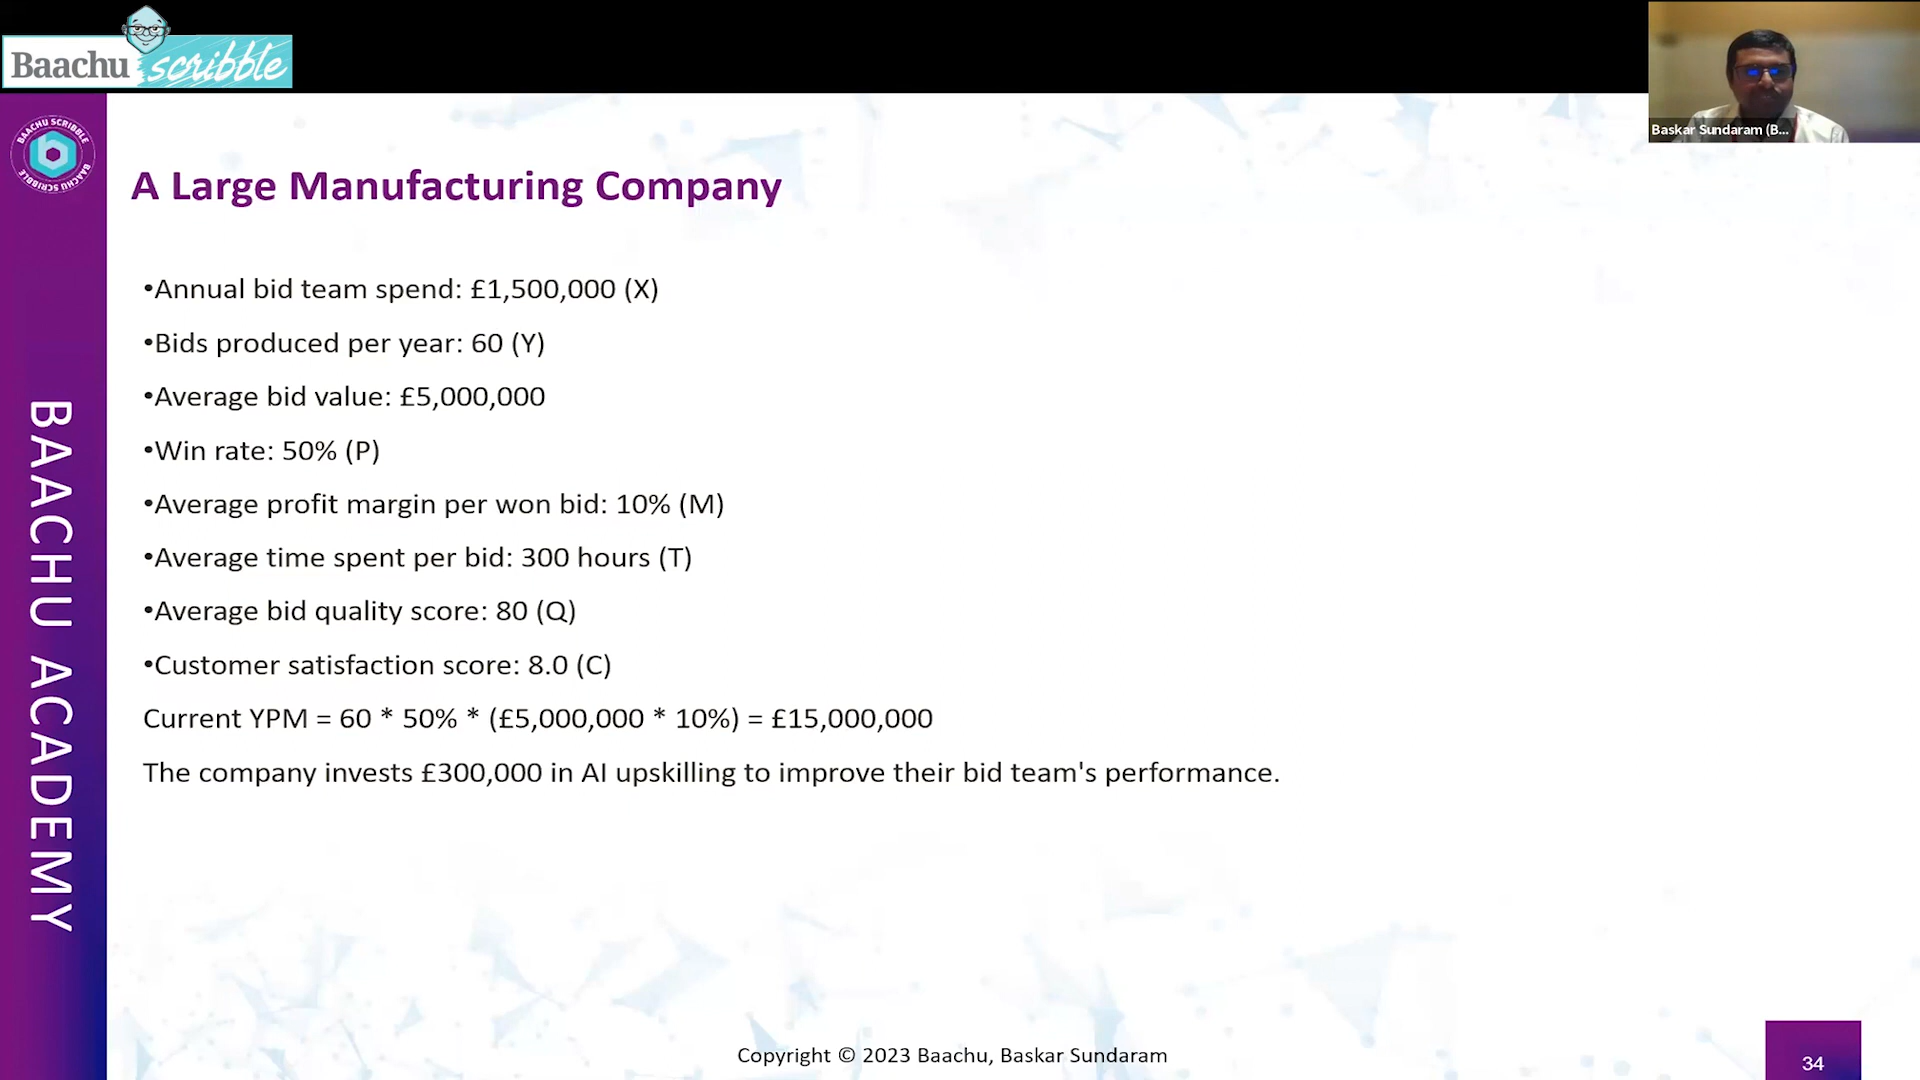 Baachu scribble
Baskar Sundaram (B...
BAACHU SCRIBBLE
BAACHU SCRIBBLE
BAACHU ACADEMY
A Large Manufacturing Company
•Annual bid team spend: £1,500,000 (X)
•Bids produced per year: 60 (Y)
•Average bid value: £5,000,000
•Win rate: 50% (P)
•Average profit margin per won bid: 10% (M)
•Average time spent per bid: 300 hours (T)
•Average bid quality score: 80 (Q)
•Customer satisfaction score: 8.0 (C)
Current YPM = 60 * 50% * (£5,000,000 * 10%) = £15,000,000
The company invests £300,000 in AI upskilling to improve their bid team's performance.
Copyright © 2023 Baachu, Baskar Sundaram
34